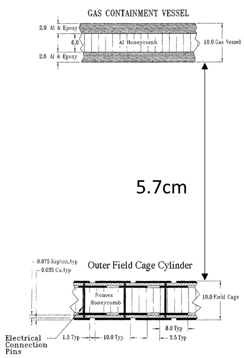 GAS CONTAINMENT VESSEL
2.0 Al & Epoxy
6.0
Al Honeycomb
10.0 Gas Vessel
2.0 Al & Epoxy
5.7cm
Outer Field Cage Cylinder
0.075 Kapton, typ
0.035 Cu, typ
Nomex
Honeycomb
10.0 Field Cage
8.0 Typ
Electrical
Connection
Pins
1.5 Typ
10.0 Typ
3.5 Typ